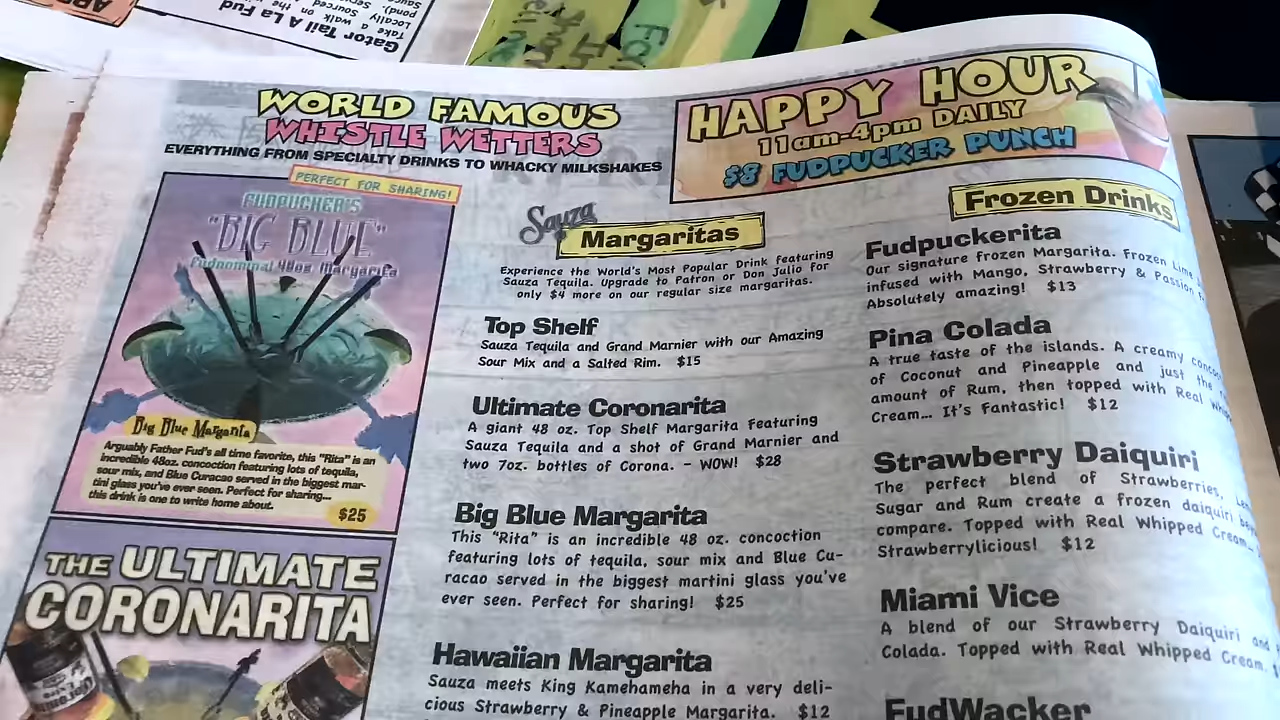 Gator Tail A La Fud
Take a walk on
Locally Sourced
pond).
WORLD FAMOUS
WHISTLE WETTERS
EVERYTHING FROM SPECIALTY DRINKS TO WHACKY MILKSHAKES
HAPPY HOUR
11am-4pm DAILY
$8 FUDPUCKER PUNCH
PERFECT FOR SHARING!
FUDPUCKER'S
"BIG BLUE"
Fudnominal 48oz Margarita
Big Blue Margarita
Arguably Father Fud's all time favorite, this "Rita" is an
incredible 48oz. concoction featuring lots of tequila,
sour mix, and Blue Curacao served in the biggest mar-
tini glass you've ever seen. Perfect for sharing...
this drink is one to write home about.
$25
THE ULTIMATE
CORONARITA
Sauza
Margaritas
Experience the World's Most Popular Drink featuring
Sauza Tequila. Upgrade to Patron or Don Julio for
only $4 more on our regular size margaritas.
Top Shelf
Sauza Tequila and Grand Marnier with our Amazing
Sour Mix and a Salted Rim. $15
Ultimate Coronarita
A giant 48 oz. Top Shelf Margarita Featuring
Sauza Tequila and a shot of Grand Marnier and
two 7oz. bottles of Corona. - WOW! $28
Big Blue Margarita
This "Rita" is an incredible 48 oz. concoction
featuring lots of tequila, sour mix and Blue Cu-
racao served in the biggest martini glass you've
ever seen. Perfect for sharing! $25
Hawaiian Margarita
Sauza meets King Kamehameha in a very deli-
cious Strawberry & Pineapple Margarita. $12
Frozen Drinks
Fudpuckerita
Our signature frozen Margarita. Frozen Lime
infused with Mango, Strawberry & Passion
Absolutely amazing! $13
Pina Colada
A true taste of the islands. A creamy
of Coconut and Pineapple and just the
amount of Rum, then topped with Real
Cream... It's Fantastic! $12
Strawberry Daiquiri
The perfect blend of Strawberries,
Sugar and Rum create a frozen daiquiri
compare. Topped with Real Whipped Cream...
Strawberrylicious! $12
Miami Vice
A blend of our Strawberry Daiquiri and
Colada. Topped with Real Whipped Cream.
FudWacker